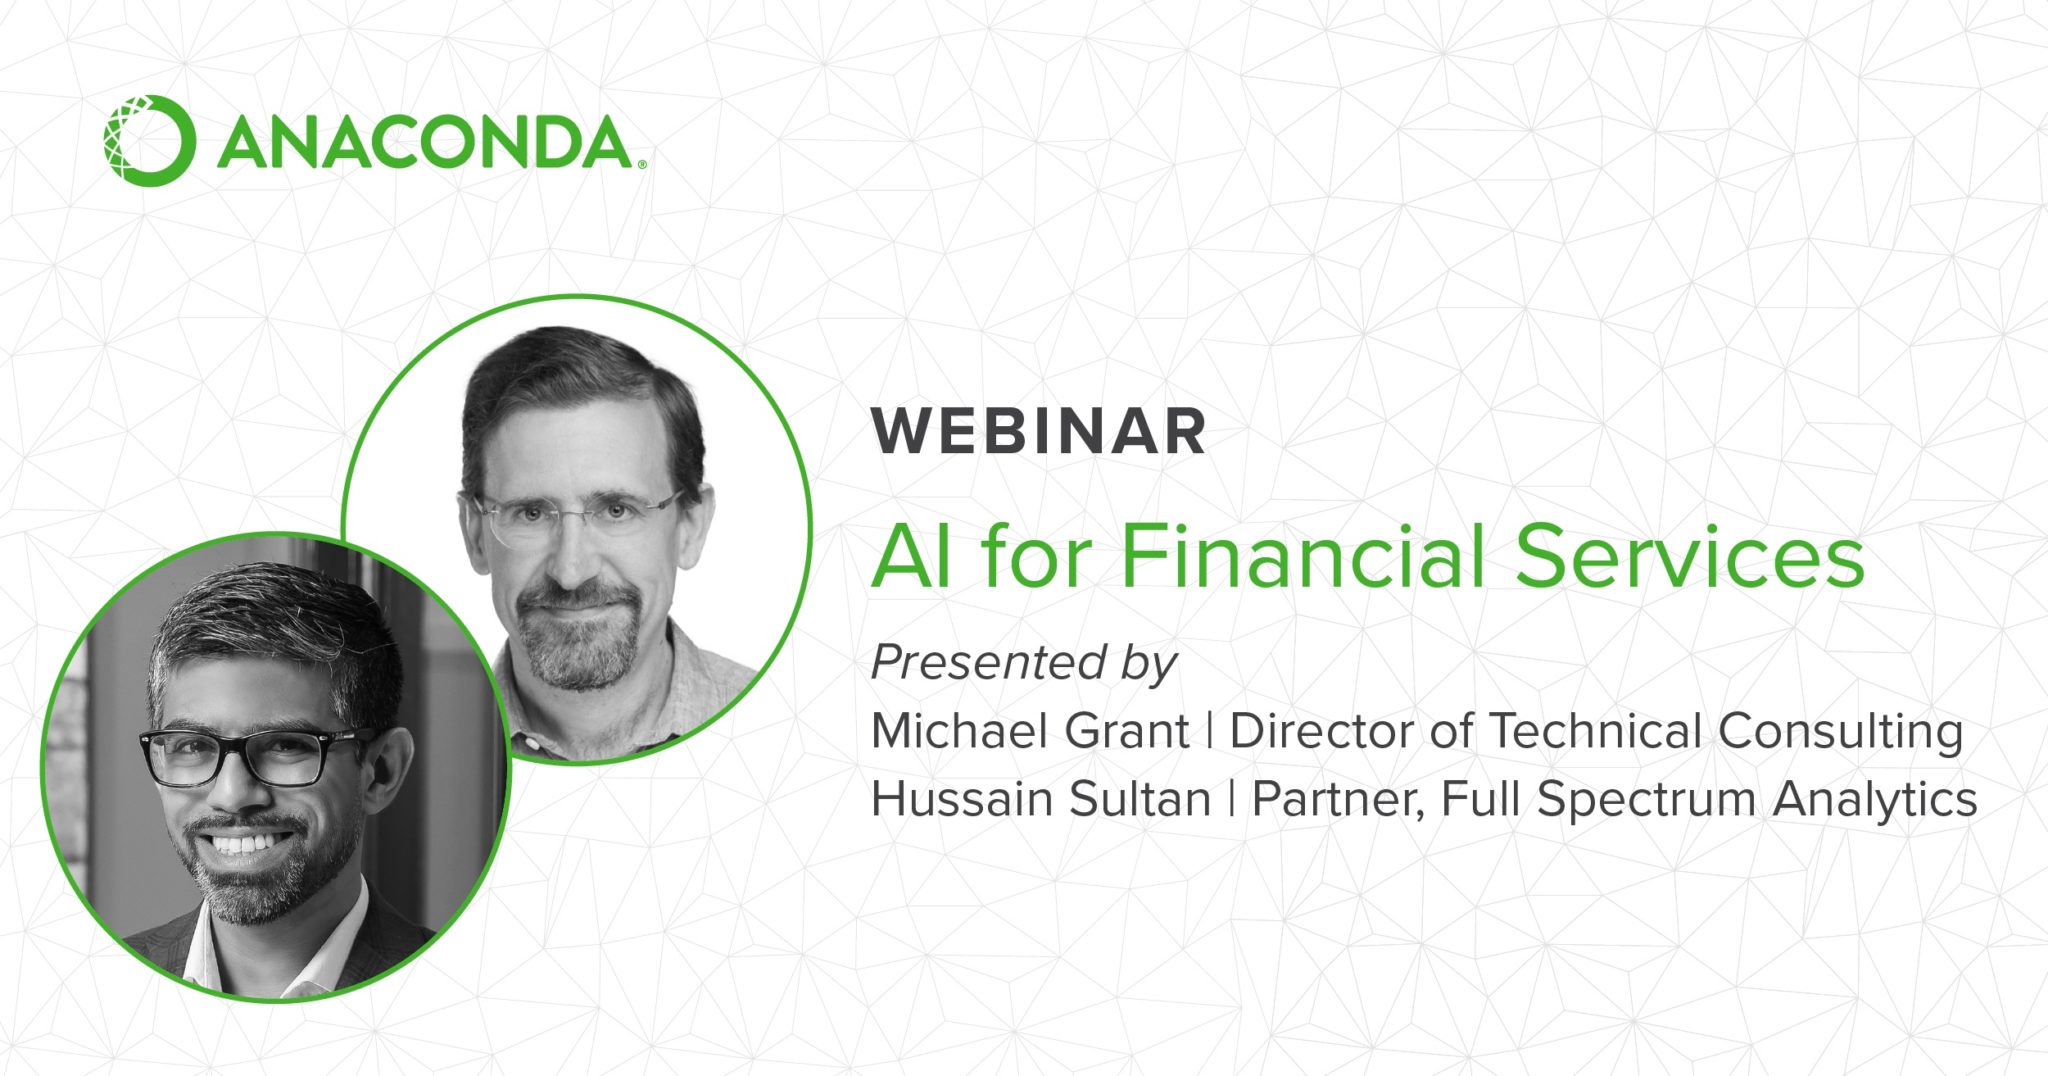 ANACONDA®
WEBINAR
AI for Financial Services
Presented by
Michael Grant | Director of Technical Consulting
Hussain Sultan | Partner, Full Spectrum Analytics